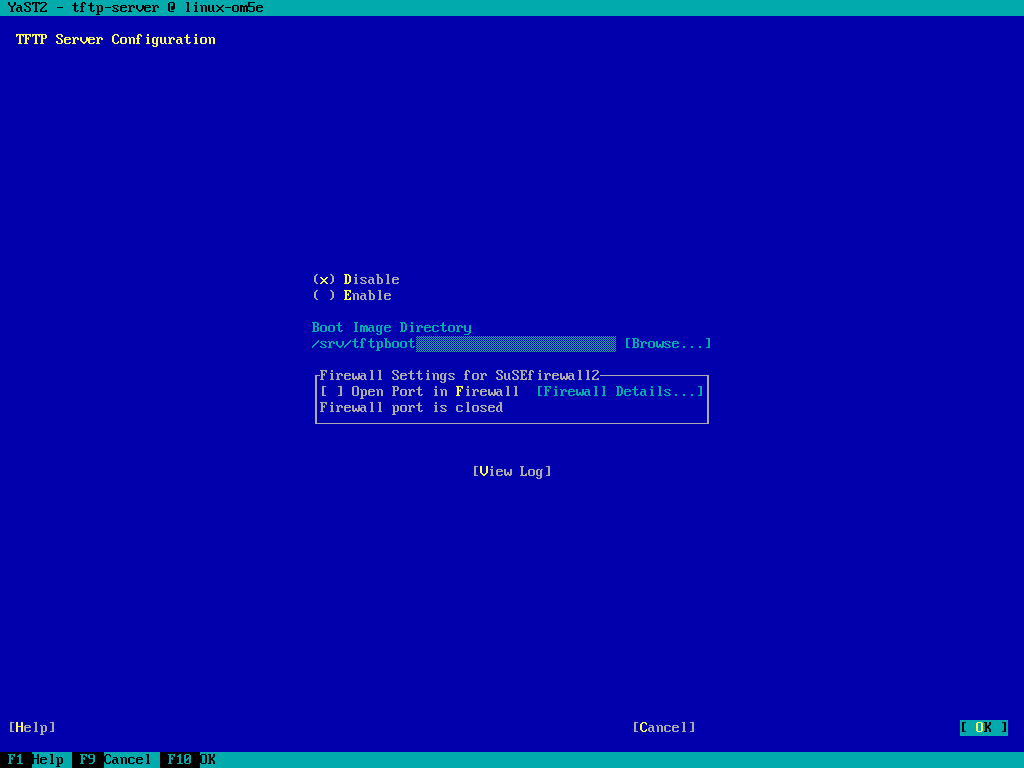 YaST2 - tftp-server @ linux-om5e
TFTP Server Configuration
(x) Disable
( ) Enable
Boot Image Directory
/srv/tftpboot [Browse...]
Firewall Settings for SuSEfirewall2
[ ] Open Port in Firewall [Firewall Details...]
Firewall port is closed
[View Log]
[Help] [Cancel] [ OK ]
F1 Help F9 Cancel F10 OK